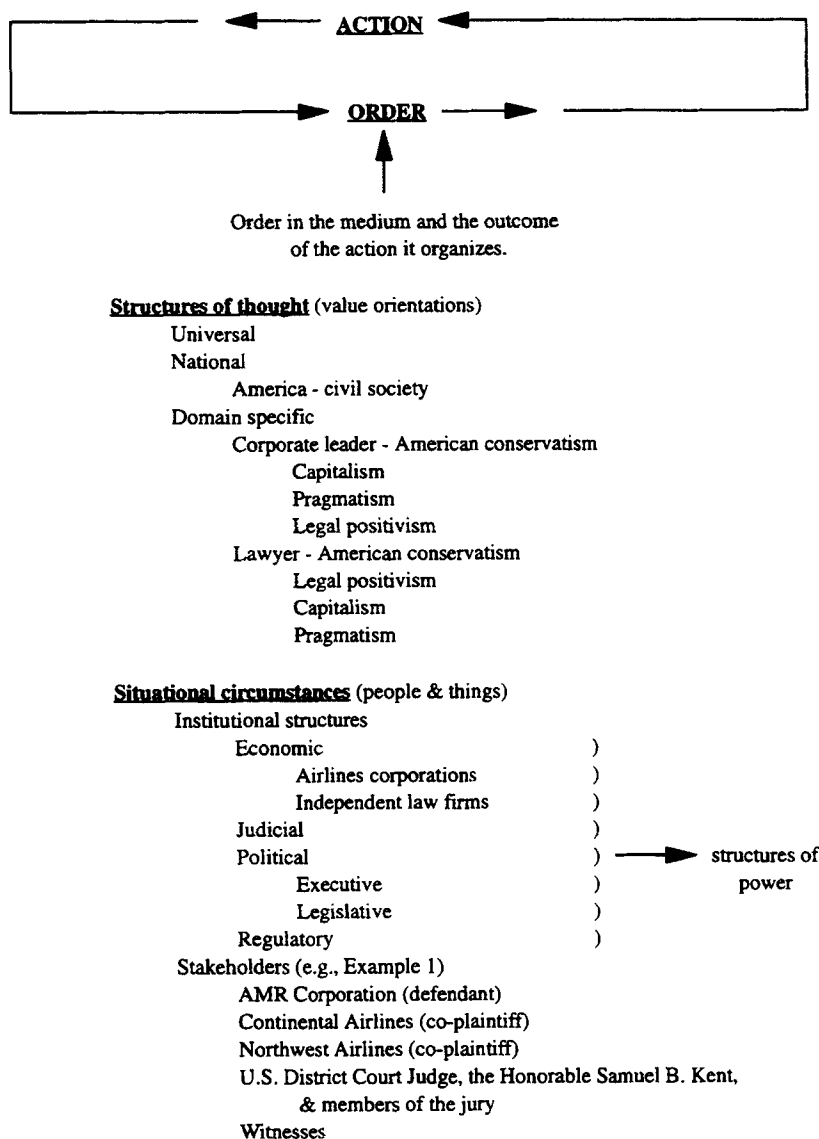 ACTION
ORDER
Order in the medium and the outcome
of the action it organizes.
Structures of thought (value orientations)
Universal
National
America - civil society
Domain specific
Corporate leader - American conservatism
Capitalism
Pragmatism
Legal positivism
Lawyer - American conservatism
Legal positivism
Capitalism
Pragmatism
Situational circumstances (people & things)
Institutional structures
Economic )
Airlines corporations )
Independent law firms )
Judicial )
Political ) structures of
Executive ) power
Legislative )
Regulatory )
Stakeholders (e.g., Example 1)
AMR Corporation (defendant)
Continental Airlines (co-plaintiff)
Northwest Airlines (co-plaintiff)
U.S. District Court Judge, the Honorable Samuel B. Kent,
& members of the jury
Witnesses